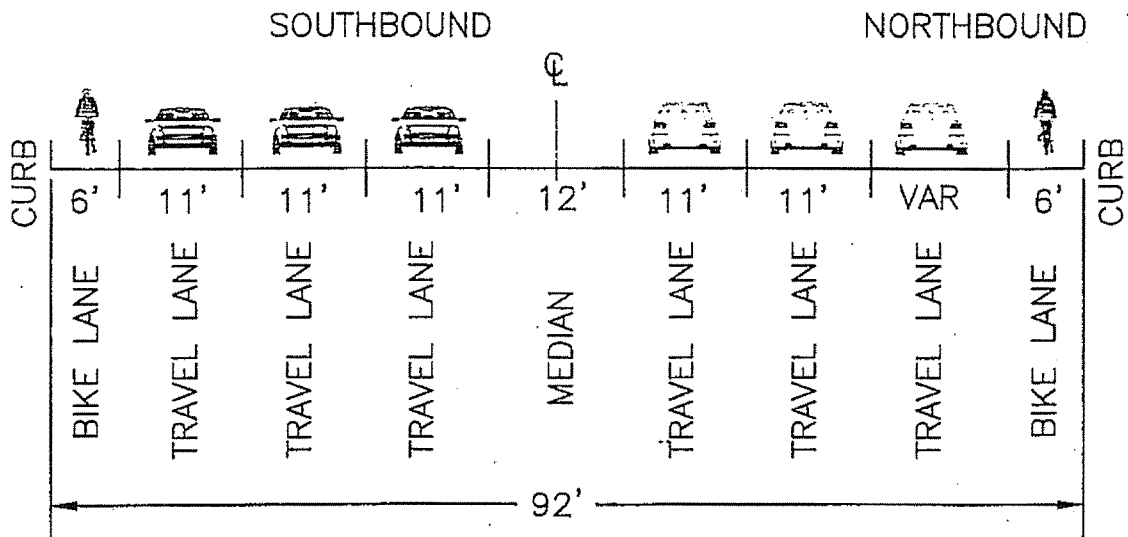 SOUTHBOUND NORTHBOUND
CL
CURB 6' 11' 11' 11' 12' 11' 11' VAR 6' CURB
BIKE LANE TRAVEL LANE TRAVEL LANE TRAVEL LANE MEDIAN TRAVEL LANE TRAVEL LANE TRAVEL LANE BIKE LANE
92'